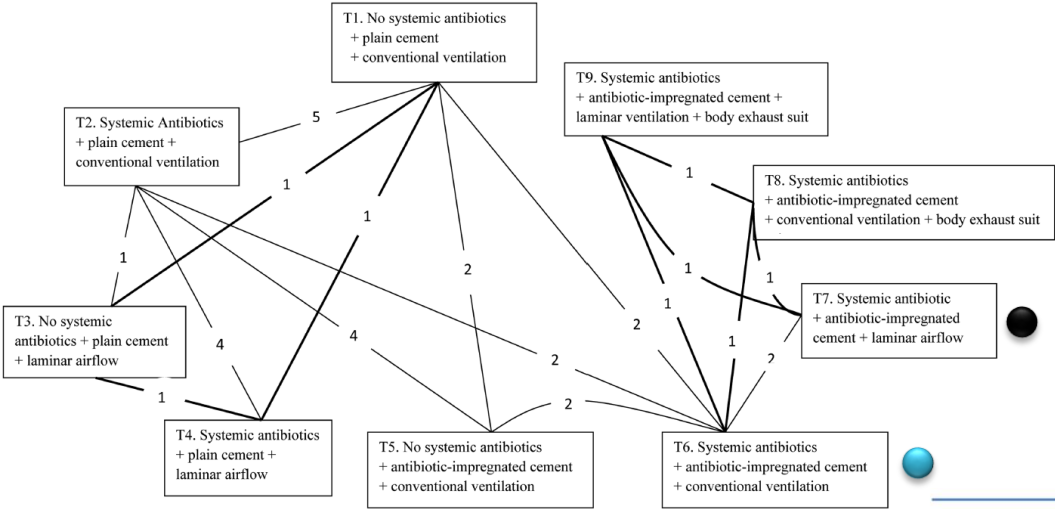 T1. No systemic antibiotics
+ plain cement
+ conventional ventilation
T9. Systemic antibiotics
+ antibiotic-impregnated cement +
laminar ventilation + body exhaust suit
T2. Systemic Antibiotics
+ plain cement +
conventional ventilation
5
1
T8. Systemic antibiotics
+ antibiotic-impregnated cement
+ conventional ventilation + body exhaust suit
1
1
1
2
1
1
T7. Systemic antibiotic
+ antibiotic-impregnated
cement + laminar airflow
1
T3. No systemic
antibiotics + plain cement
+ laminar airflow
4
4
2
1
2
2
1
2
T4. Systemic antibiotics
+ plain cement +
laminar airflow
T5. No systemic antibiotics
+ antibiotic-impregnated cement
+ conventional ventilation
T6. Systemic antibiotics
+ antibiotic-impregnated cement
+ conventional ventilation